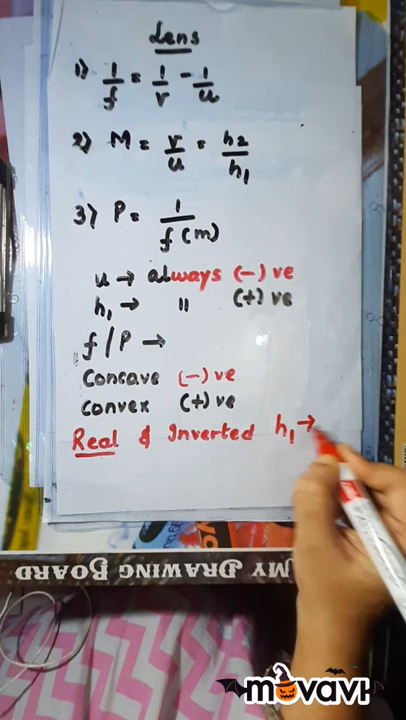 Lens
1) 1/f = 1/v - 1/u
2) M = v/u = h2/h1
3) P = 1/f(m)
u → always (-) ve
h1 → " (+) ve
f/P →
Concave (-) ve
Convex (+) ve
Real & Inverted h1 →
MY DRAWING BOARD
movavi